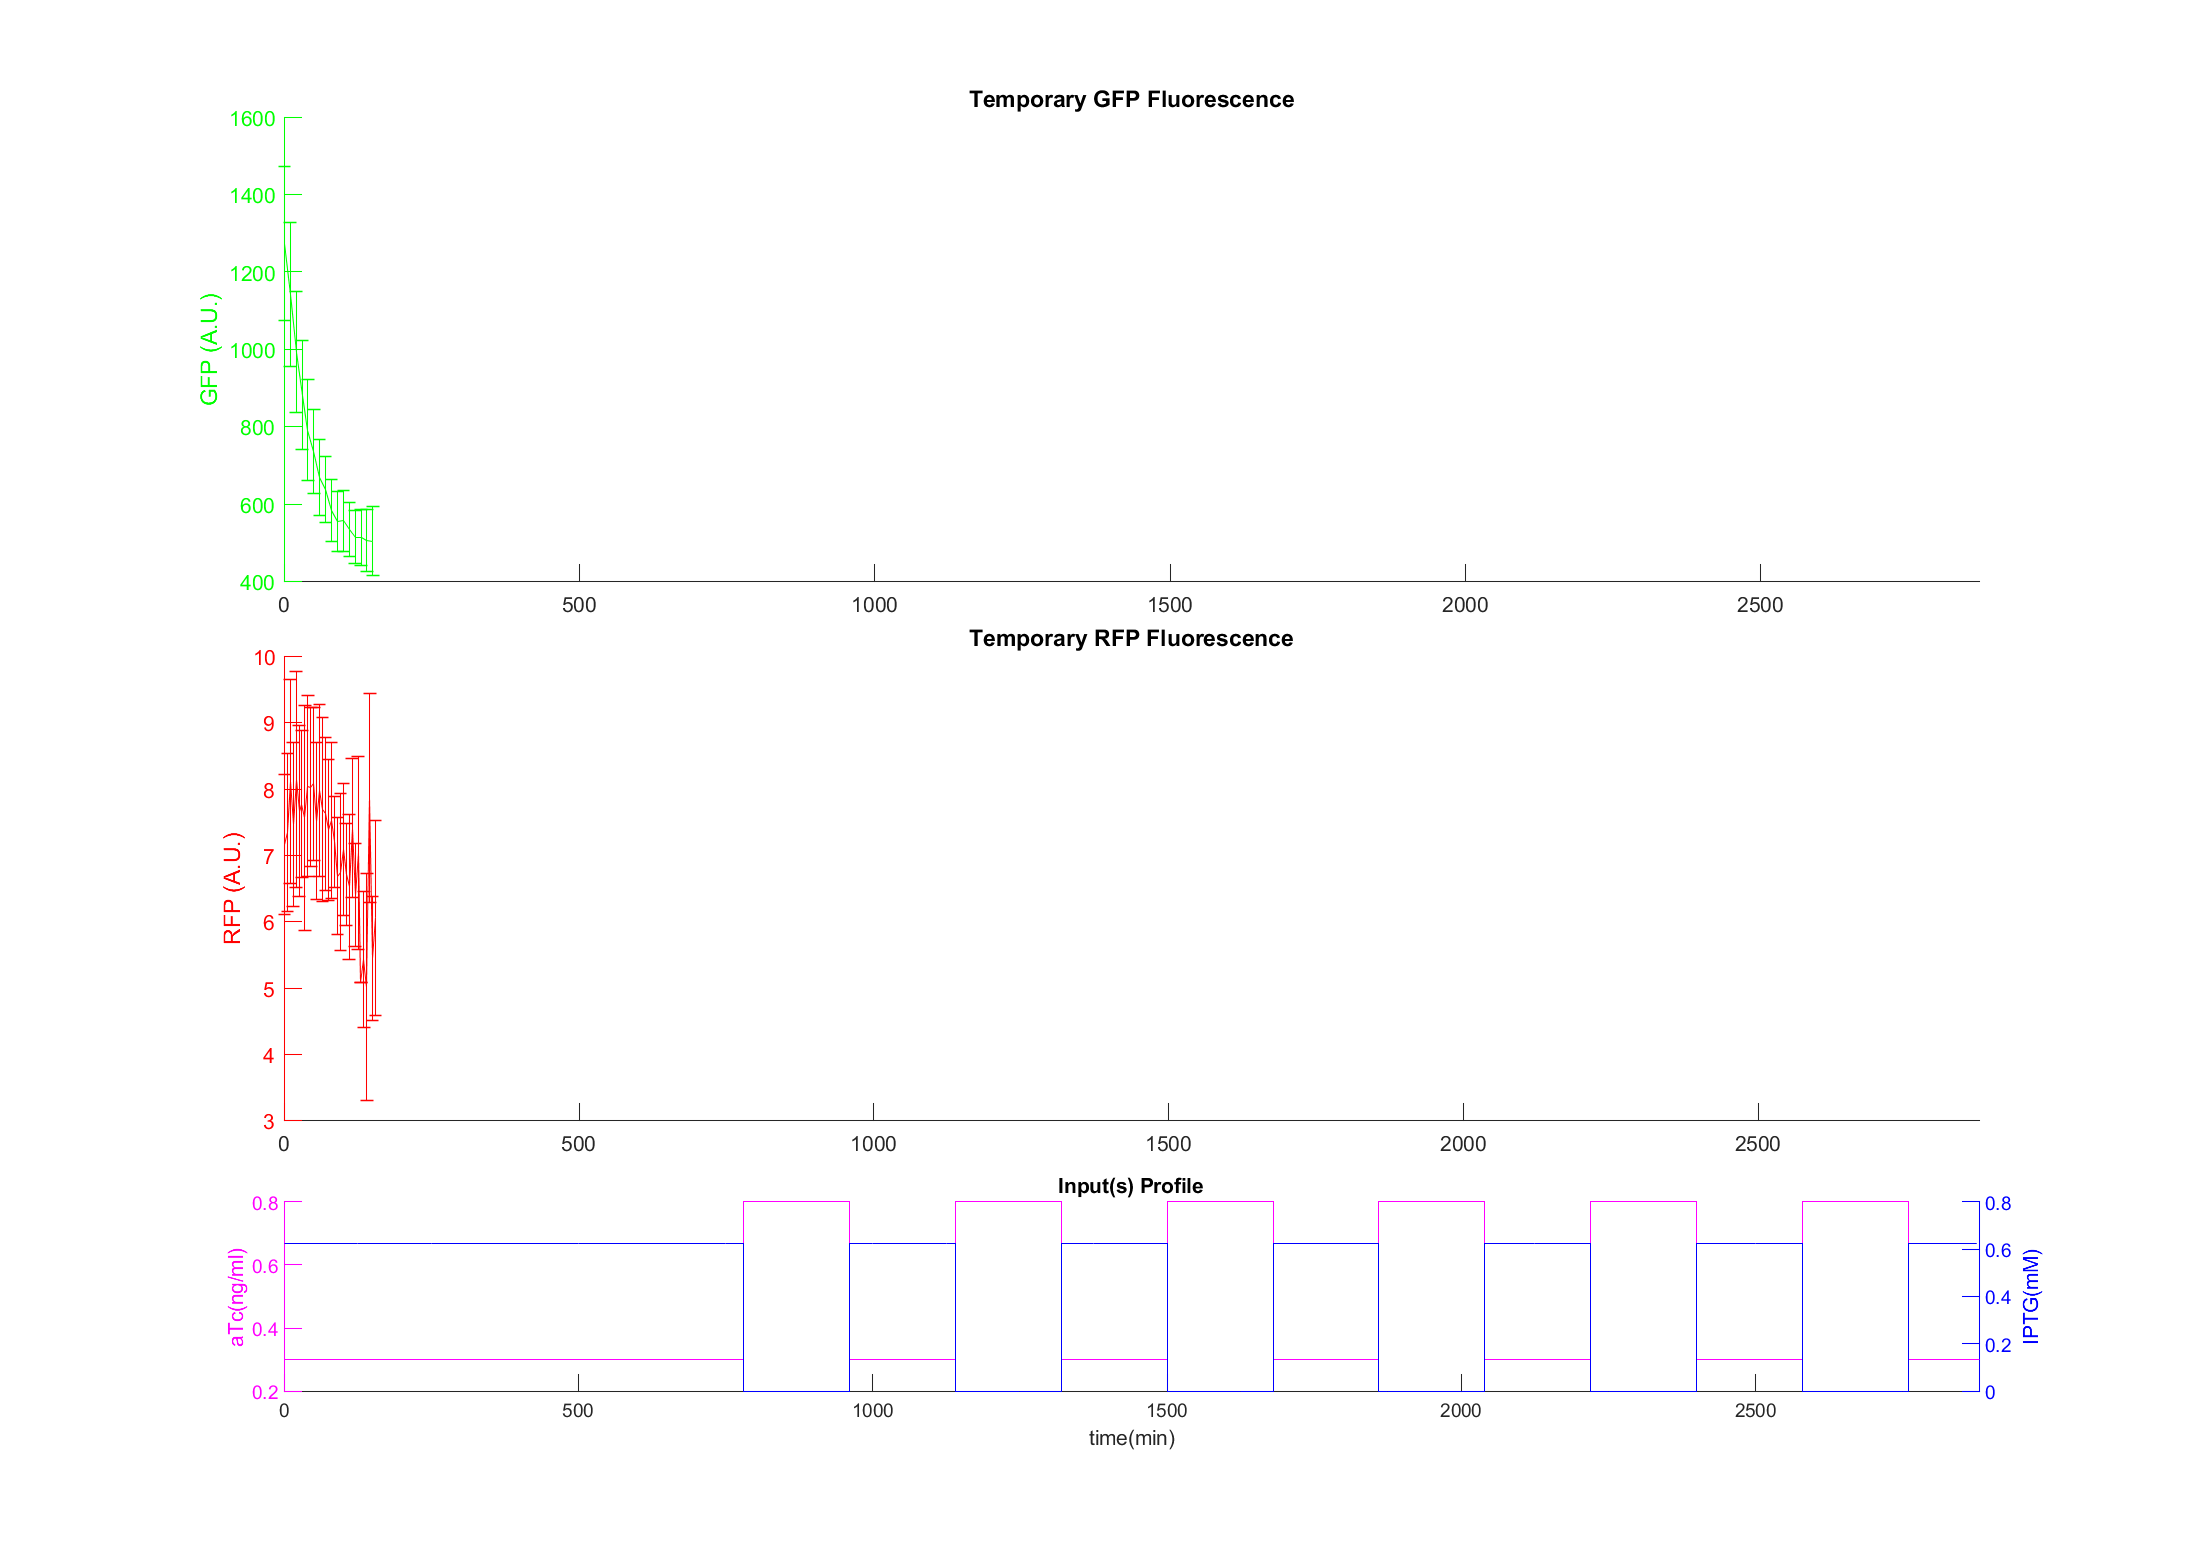 Temporary GFP Fluorescence
1600
1400
1200
1000
800
600
400
GFP (A.U.)
0 500 1000 1500 2000 2500
Temporary RFP Fluorescence
10
9
8
7
6
5
4
3
RFP (A.U.)
0 500 1000 1500 2000 2500
Input(s) Profile
0.8
0.6
0.4
0.2
aTc(ng/ml)
0.8
0.6
0.4
0.2
0
IPTG(mM)
0 500 1000 1500 2000 2500
time(min)